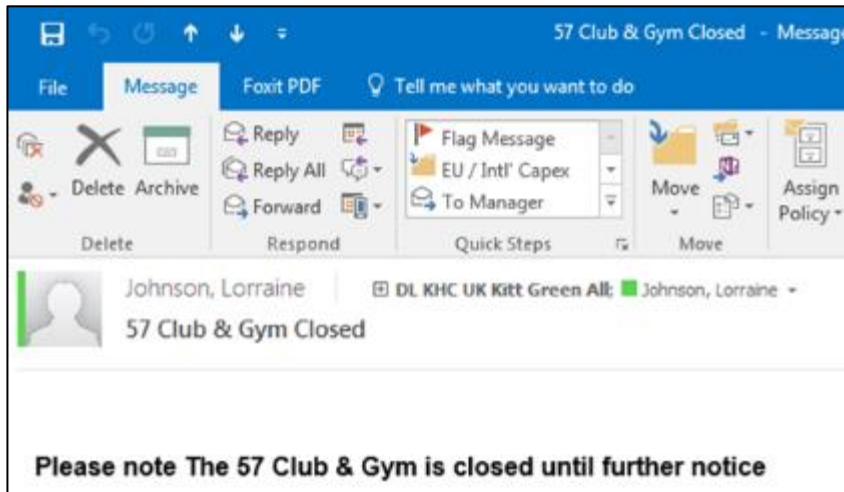 57 Club & Gym Closed - Message
File Message Foxit PDF Tell me what you want to do
Delete Archive
Reply
Reply All
Forward
Flag Message
EU / Intl' Capex
To Manager
Move
Assign
Policy
Delete Respond Quick Steps Move
Johnson, Lorraine DL KHC UK Kitt Green All; Johnson, Lorraine
57 Club & Gym Closed
Please note The 57 Club & Gym is closed until further notice